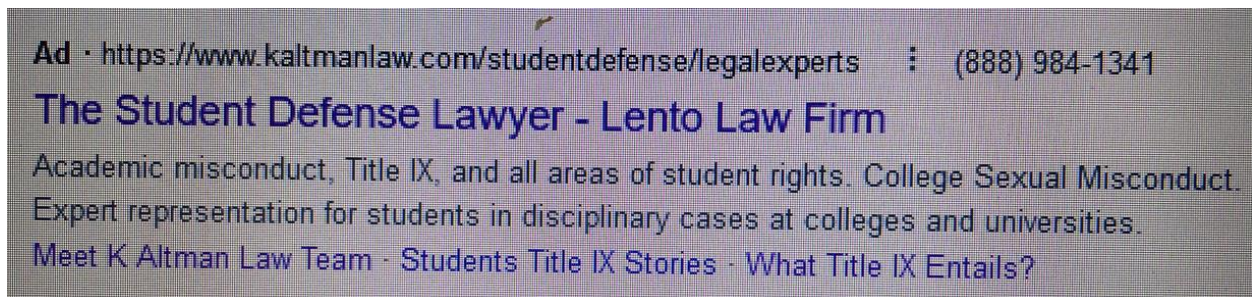 Ad · https://www.kaltmanlaw.com/studentdefense/legalexperts ⋮ (888) 984-1341
The Student Defense Lawyer - Lento Law Firm
Academic misconduct, Title IX, and all areas of student rights. College Sexual Misconduct.
Expert representation for students in disciplinary cases at colleges and universities.
Meet K Altman Law Team · Students Title IX Stories · What Title IX Entails?